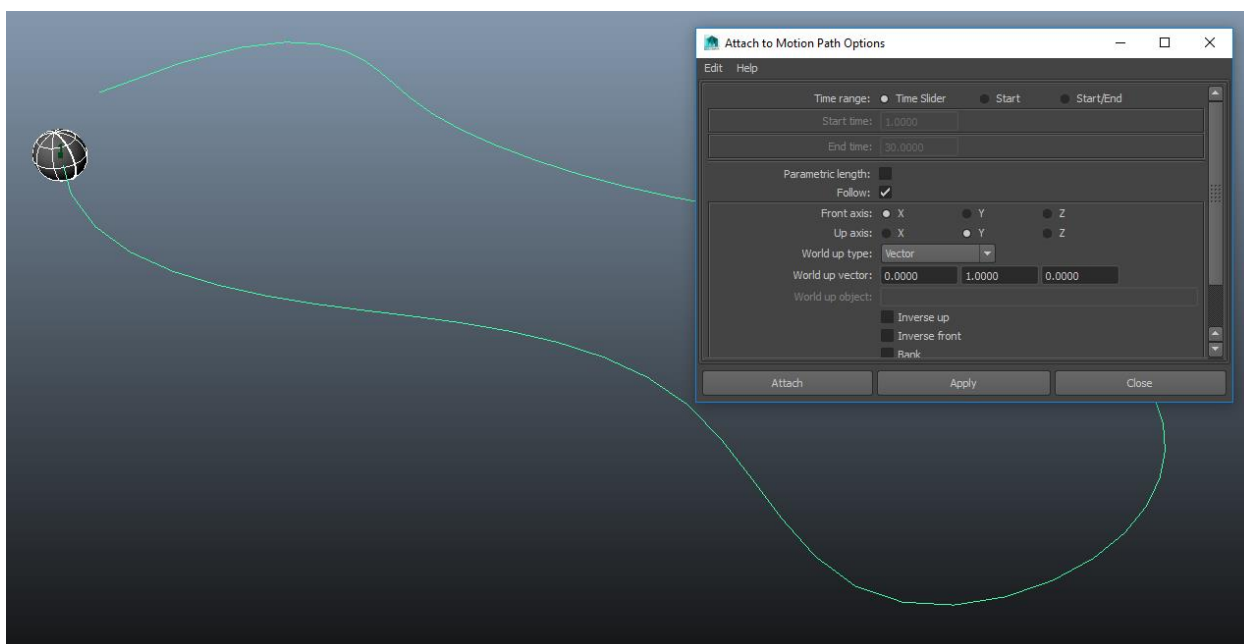 Attach to Motion Path Options
Edit Help
Time range: Time Slider Start Start/End
Start time: 1.0000
End time: 30.0000
Parametric length:
Follow:
Front axis: X Y Z
Up axis: X Y Z
World up type: Vector
World up vector: 0.0000 1.0000 0.0000
World up object:
Inverse up
Inverse front
Bank
Attach Apply Close